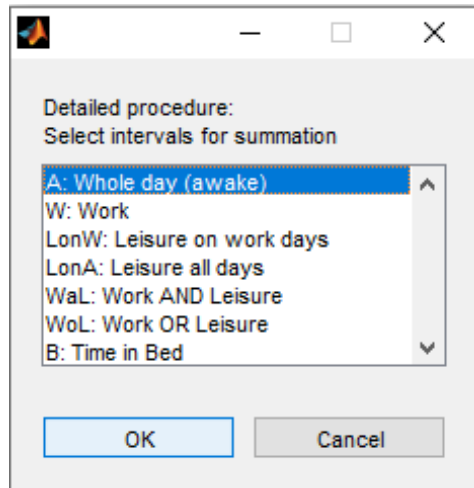 Detailed procedure:
Select intervals for summation
A: Whole day (awake)
W: Work
LonW: Leisure on work days
LonA: Leisure all days
WaL: Work AND Leisure
WoL: Work OR Leisure
B: Time in Bed
OK
Cancel